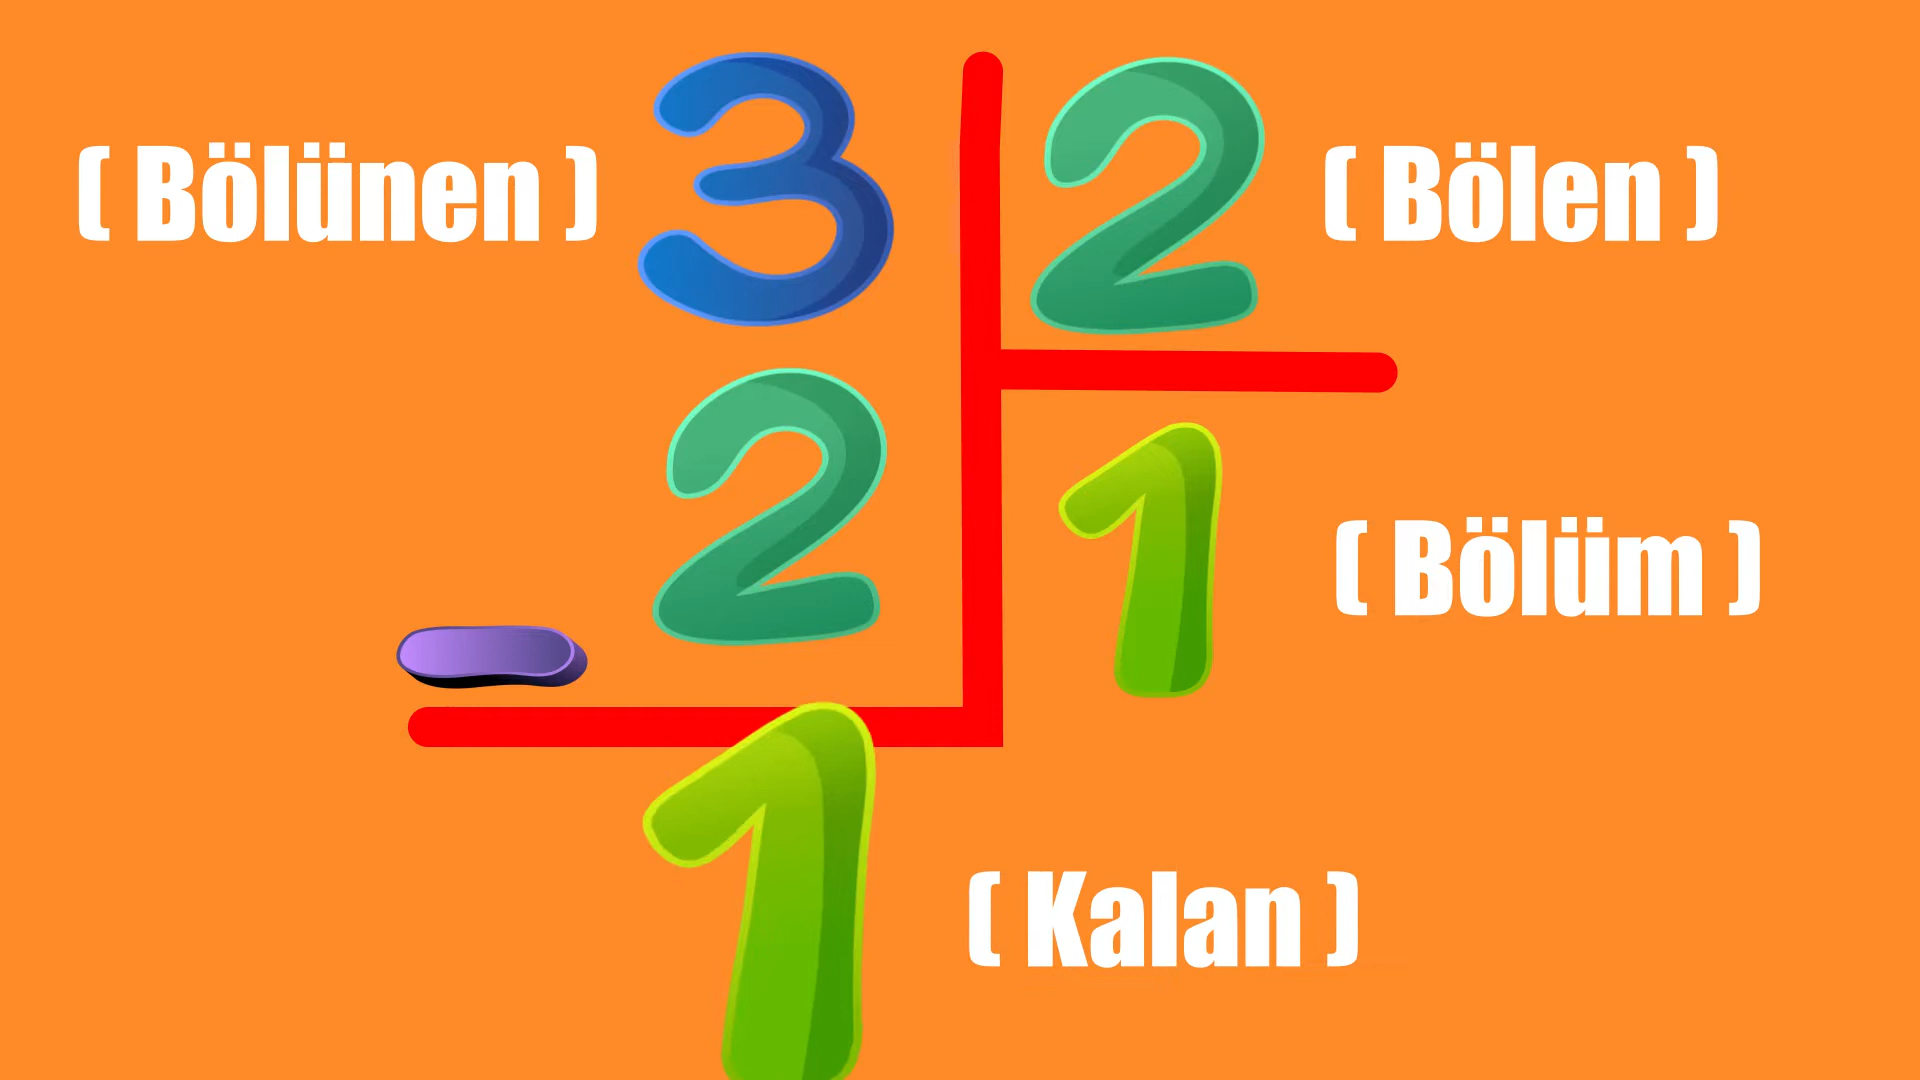 ( Bölünen ) 3 2 ( Bölen )
2 1 ( Bölüm )
-
1 ( Kalan )